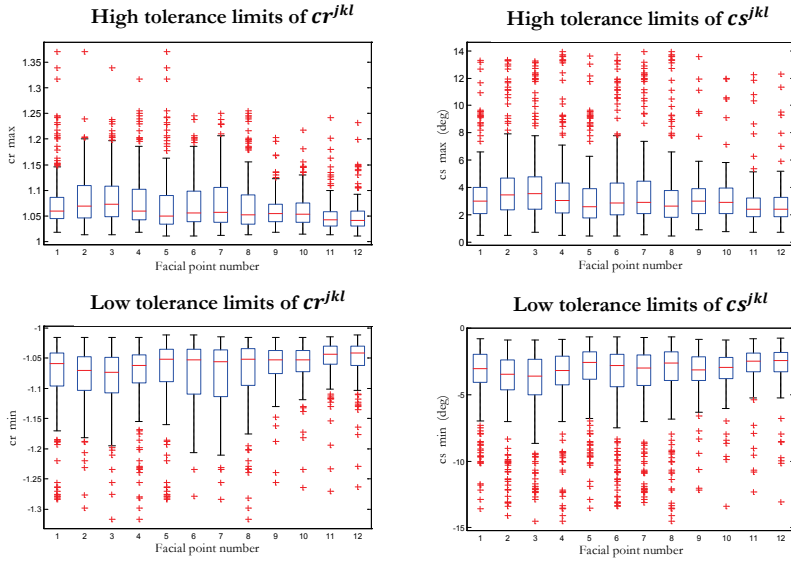 High tolerance limits of cr^jkl
1.35
1.3
1.25
1.2
1.15
1.1
1.05
1
cr max
1 2 3 4 5 6 7 8 9 10 11 12
Facial point number
High tolerance limits of cs^jkl
14
12
10
8
6
4
2
0
cs max (deg)
1 2 3 4 5 6 7 8 9 10 11 12
Facial point number
Low tolerance limits of cr^jkl
-1
-1.05
-1.1
-1.15
-1.2
-1.25
-1.3
cr min
1 2 3 4 5 6 7 8 9 10 11 12
Facial point number
Low tolerance limits of cs^jkl
0
-5
-10
-15
cs min (deg)
1 2 3 4 5 6 7 8 9 10 11 12
Facial point number